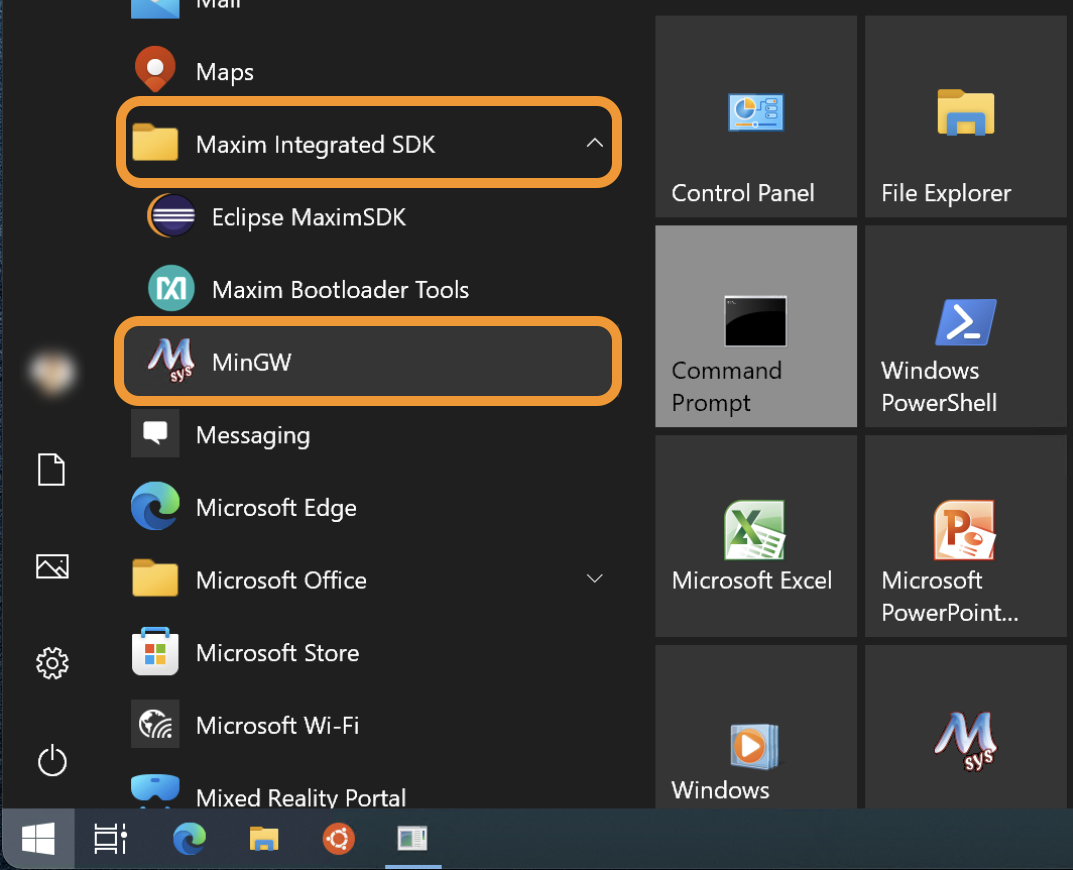 Mail
Maps
Maxim Integrated SDK
Eclipse MaximSDK
Maxim Bootloader Tools
MinGW
Messaging
Microsoft Edge
Microsoft Office
Microsoft Store
Microsoft Wi-Fi
Mixed Reality Portal
Control Panel
File Explorer
Command
Prompt
Windows
PowerShell
Microsoft Excel
Microsoft
PowerPoint...
Windows
M
sys